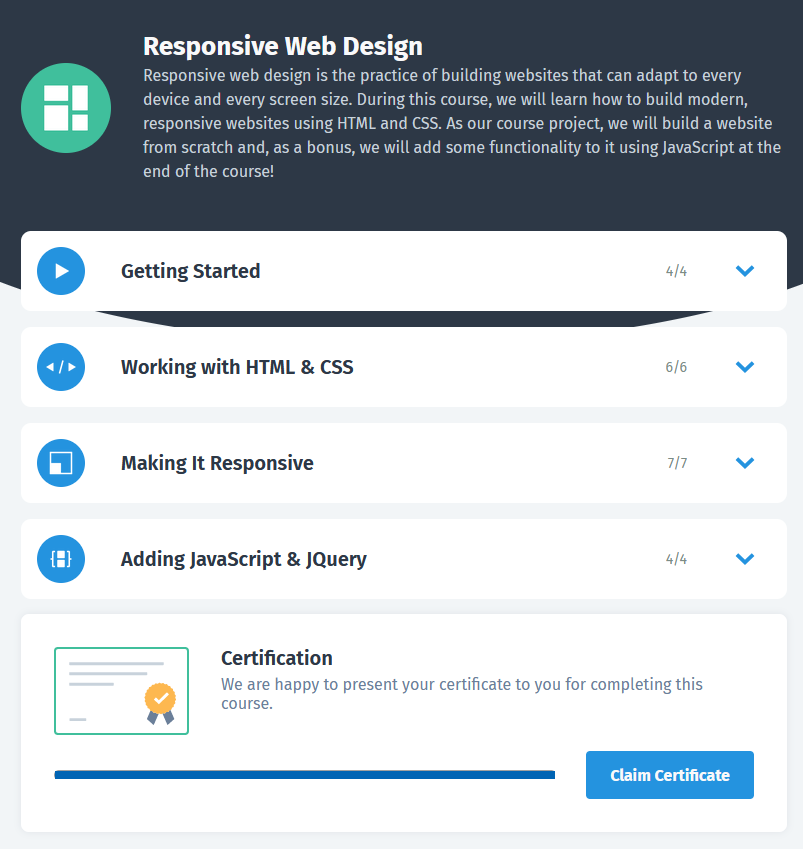 Responsive Web Design
Responsive web design is the practice of building websites that can adapt to every
device and every screen size. During this course, we will learn how to build modern,
responsive websites using HTML and CSS. As our course project, we will build a website
from scratch and, as a bonus, we will add some functionality to it using JavaScript at the
end of the course!
Getting Started 4/4
</> Working with HTML & CSS 6/6
Making It Responsive 7/7
Adding JavaScript & JQuery 4/4
Certification
We are happy to present your certificate to you for completing this
course.
Claim Certificate